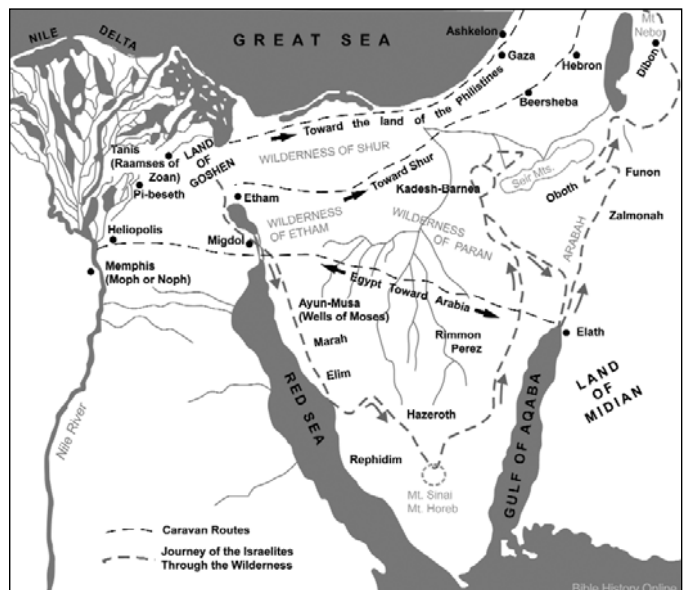 NILE DELTA
GREAT SEA
Ashkelon
Gaza
Hebron
Beersheba
Mt
Nebo
Dibon
Toward the land of the Philistines
WILDERNESS OF SHUR
LAND
OF
GOSHEN
Tanis
(Raamses of
Zoan)
Pi-beseth
Etham
Toward Shur
Kadesh-Barnea
Seir Mts.
Oboth
Funon
Zalmonah
ARABAH
WILDERNESS
OF ETHAM
WILDERNESS
OF PARAN
Heliopolis
Migdol
Memphis
(Moph or Noph)
Egypt Toward Arabia
Ayun-Musa
(Wells of Moses)
Marah
Elim
Rimmon
Perez
Elath
LAND
OF
MIDIAN
RED SEA
GULF OF AQABA
Hazeroth
Rephidim
Mt. Sinai
Mt. Horeb
Nile River
Caravan Routes
Journey of the Israelites
Through the Wilderness
Bible History Online